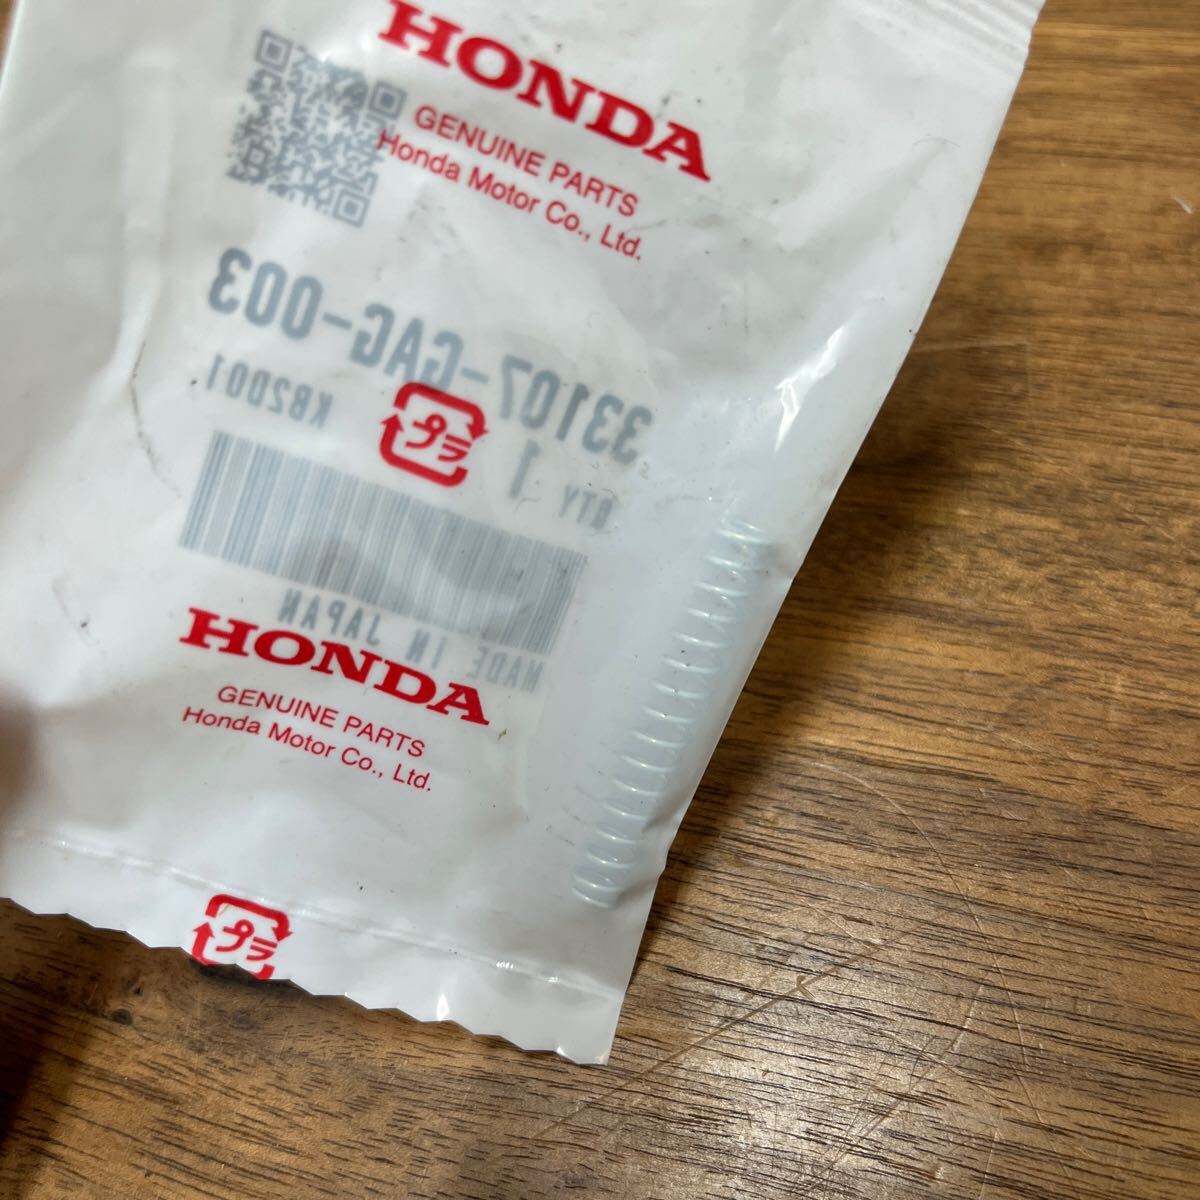 HONDA
GENUINE PARTS
Honda Motor Co., Ltd.
33107-GAG-003
QTY 1 KB2001
プラ
MADE IN JAPAN
HONDA
GENUINE PARTS
Honda Motor Co., Ltd.
プラ